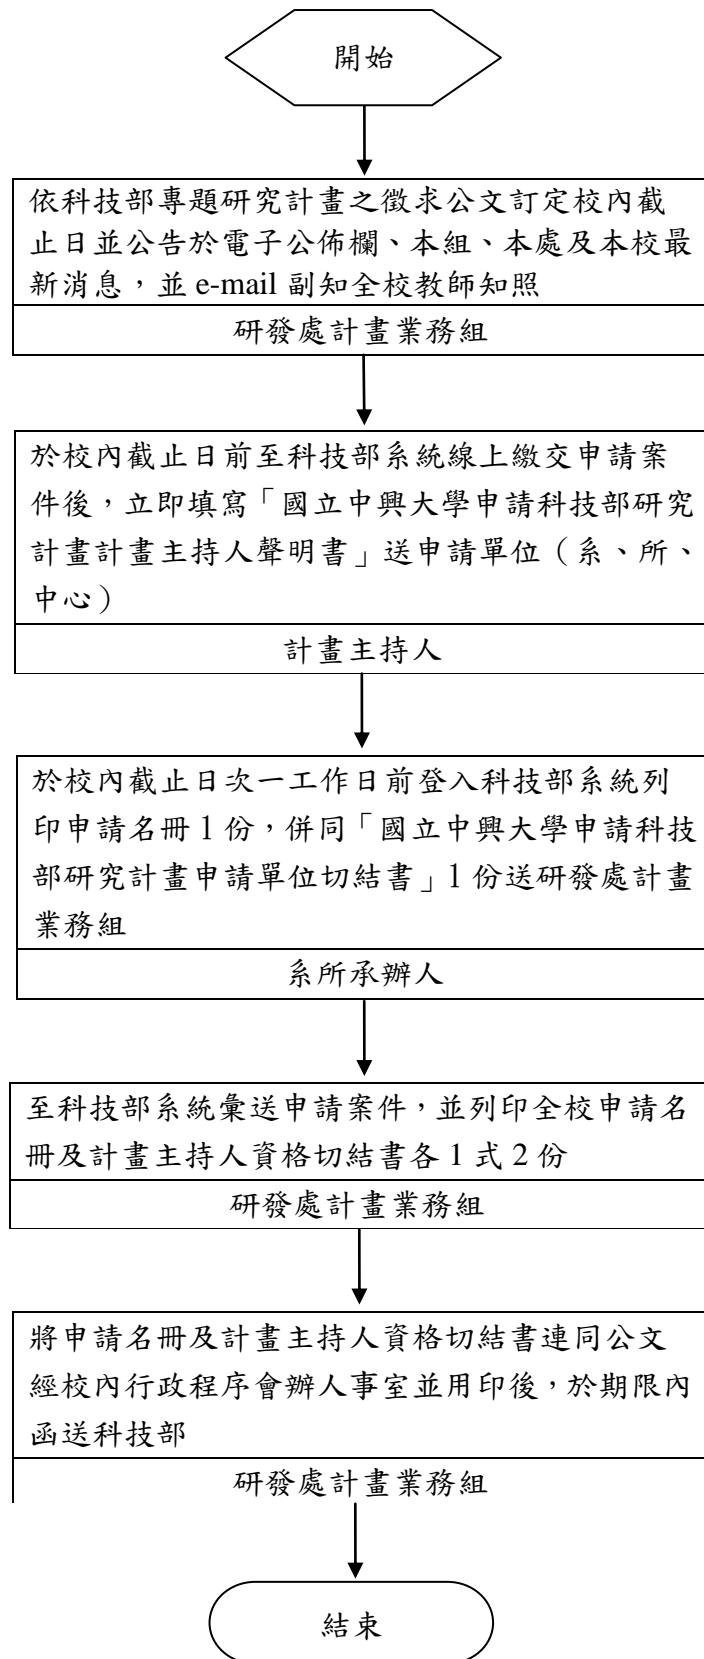 開始
依科技部專題研究計畫之徵求公文訂定校內截
止日並公告於電子公佈欄、本組、本處及本校最
新消息，並 e-mail 副知全校教師知照
研發處計畫業務組
於校內截止日前至科技部系統線上繳交申請案
件後，立即填寫「國立中興大學申請科技部研究
計畫計畫主持人聲明書」送申請單位（系、所、
中心）
計畫主持人
於校內截止日次一工作日前登入科技部系統列
印申請名冊 1 份，併同「國立中興大學申請科技
部研究計畫申請單位切結書」1 份送研發處計畫
業務組
系所承辦人
至科技部系統彙送申請案件，並列印全校申請名
冊及計畫主持人資格切結書各 1 式 2 份
研發處計畫業務組
將申請名冊及計畫主持人資格切結書連同公文
經校內行政程序會辦人事室並用印後，於期限內
函送科技部
研發處計畫業務組
結束